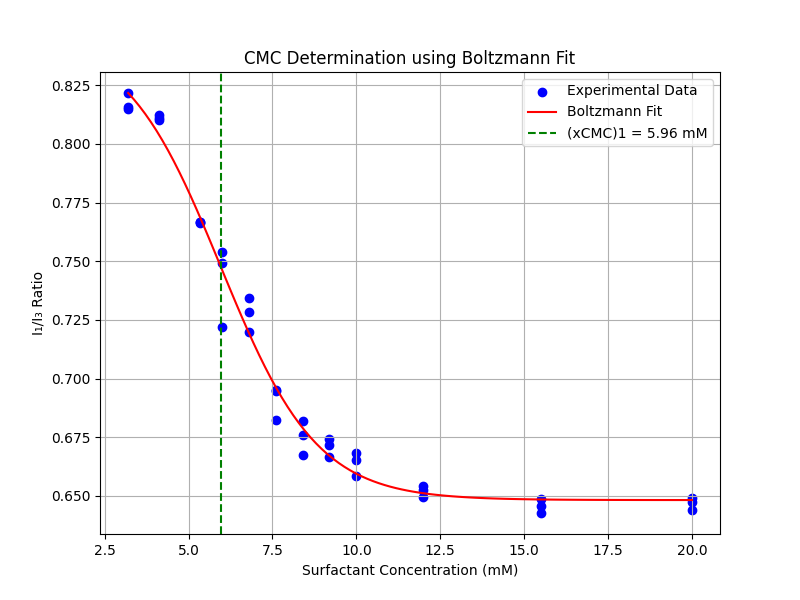 CMC Determination using Boltzmann Fit
Experimental Data
Boltzmann Fit
(xCMC)1 = 5.96 mM
I₁/I₃ Ratio
0.825
0.800
0.775
0.750
0.725
0.700
0.675
0.650
2.5 5.0 7.5 10.0 12.5 15.0 17.5 20.0
Surfactant Concentration (mM)